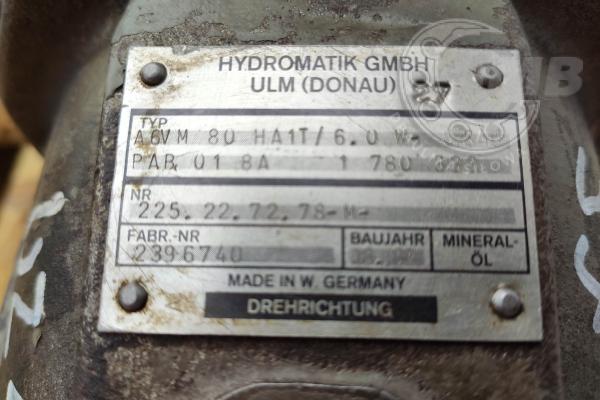 HYDROMATIK GMBH
ULM (DONAU)
TYP
A6VM 80 HA1T/6.0 W-
PAR 01 8A 1 780
NR
225.22.72.78-M-
FABR.-NR
2396740
BAUJAHR
MINERAL-
ÖL
MADE IN W. GERMANY
DREHRICHTUNG